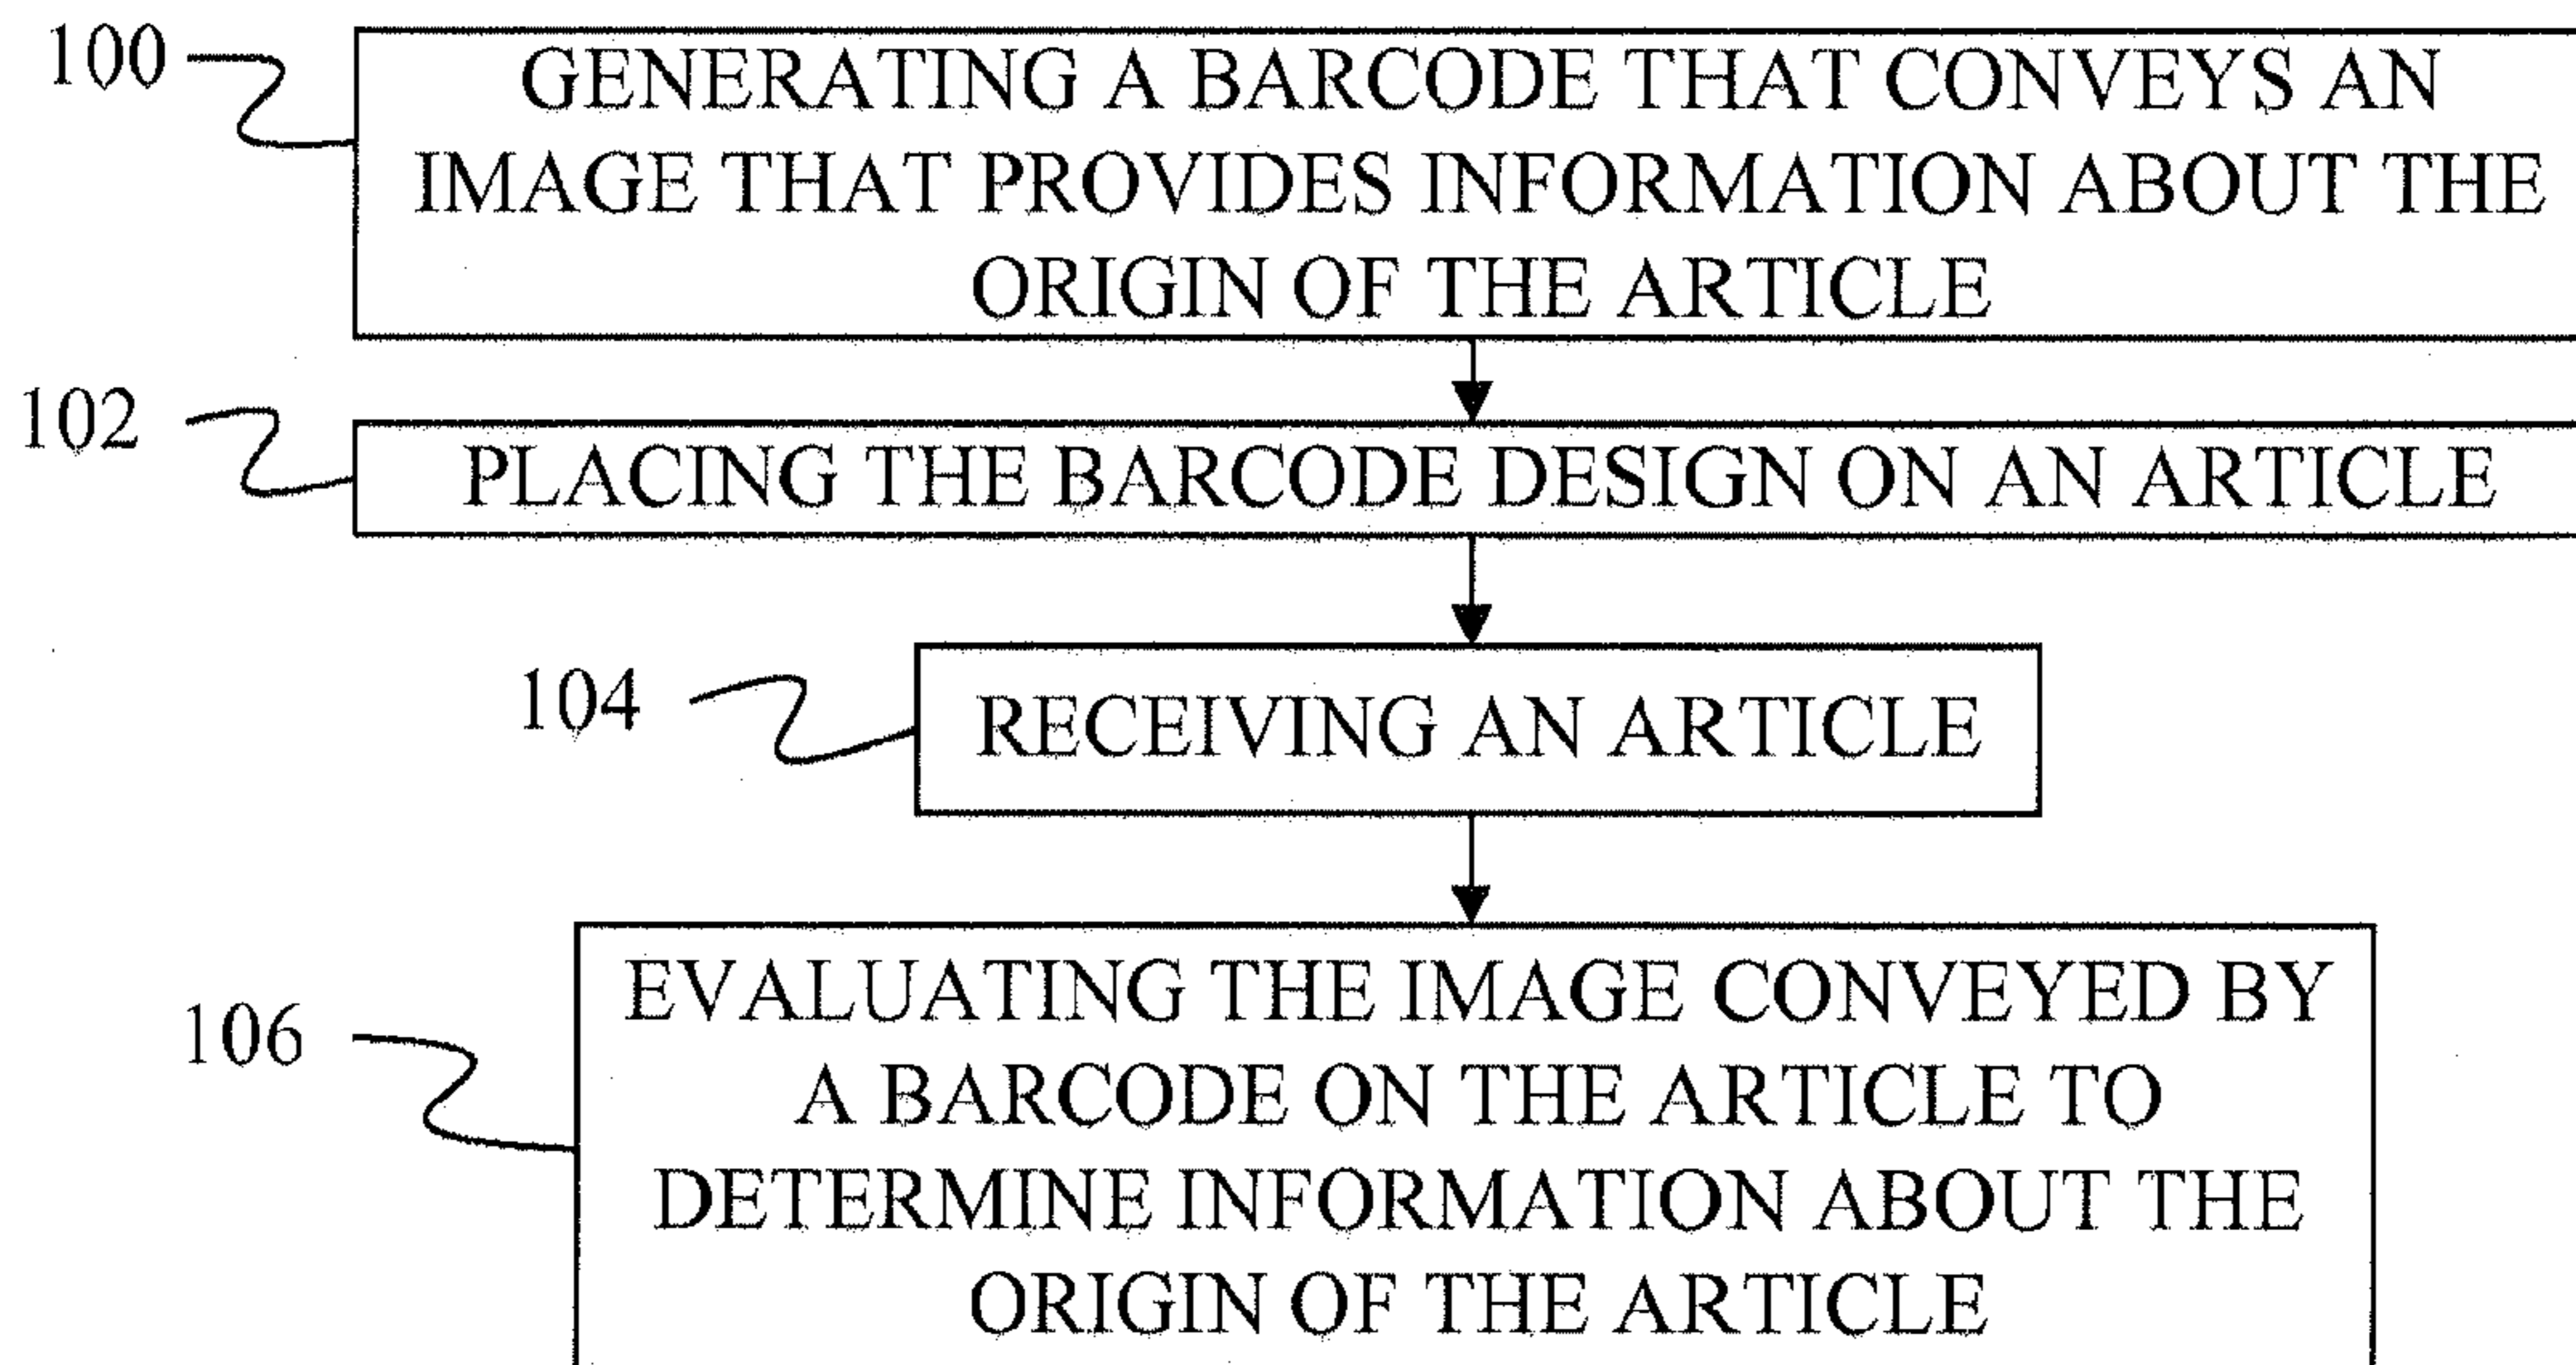 100
GENERATING A BARCODE THAT CONVEYS AN
IMAGE THAT PROVIDES INFORMATION ABOUT THE
ORIGIN OF THE ARTICLE
102
PLACING THE BARCODE DESIGN ON AN ARTICLE
104
RECEIVING AN ARTICLE
106
EVALUATING THE IMAGE CONVEYED BY
A BARCODE ON THE ARTICLE TO
DETERMINE INFORMATION ABOUT THE
ORIGIN OF THE ARTICLE